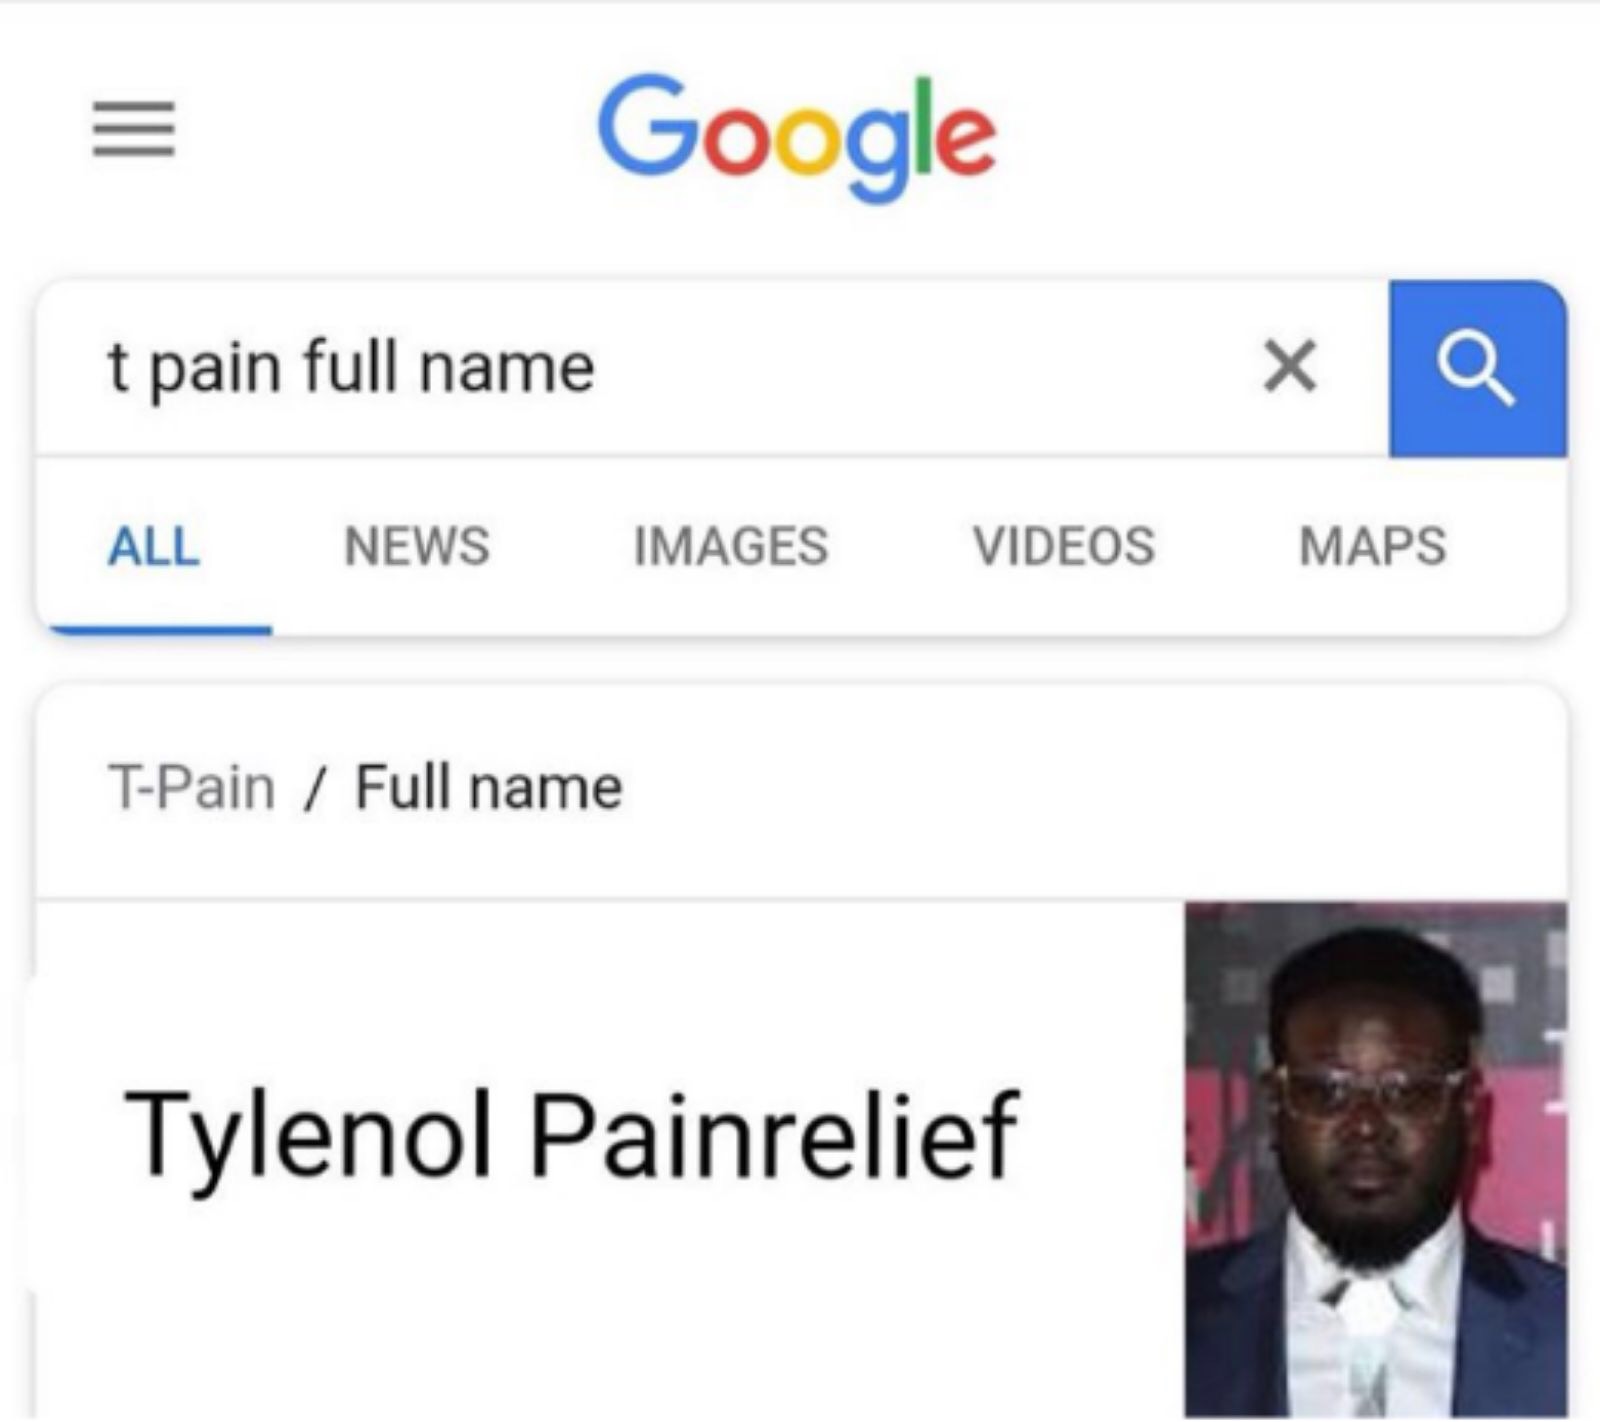 Google
t pain full name
ALL NEWS IMAGES VIDEOS MAPS
T-Pain / Full name
Tylenol Painrelief